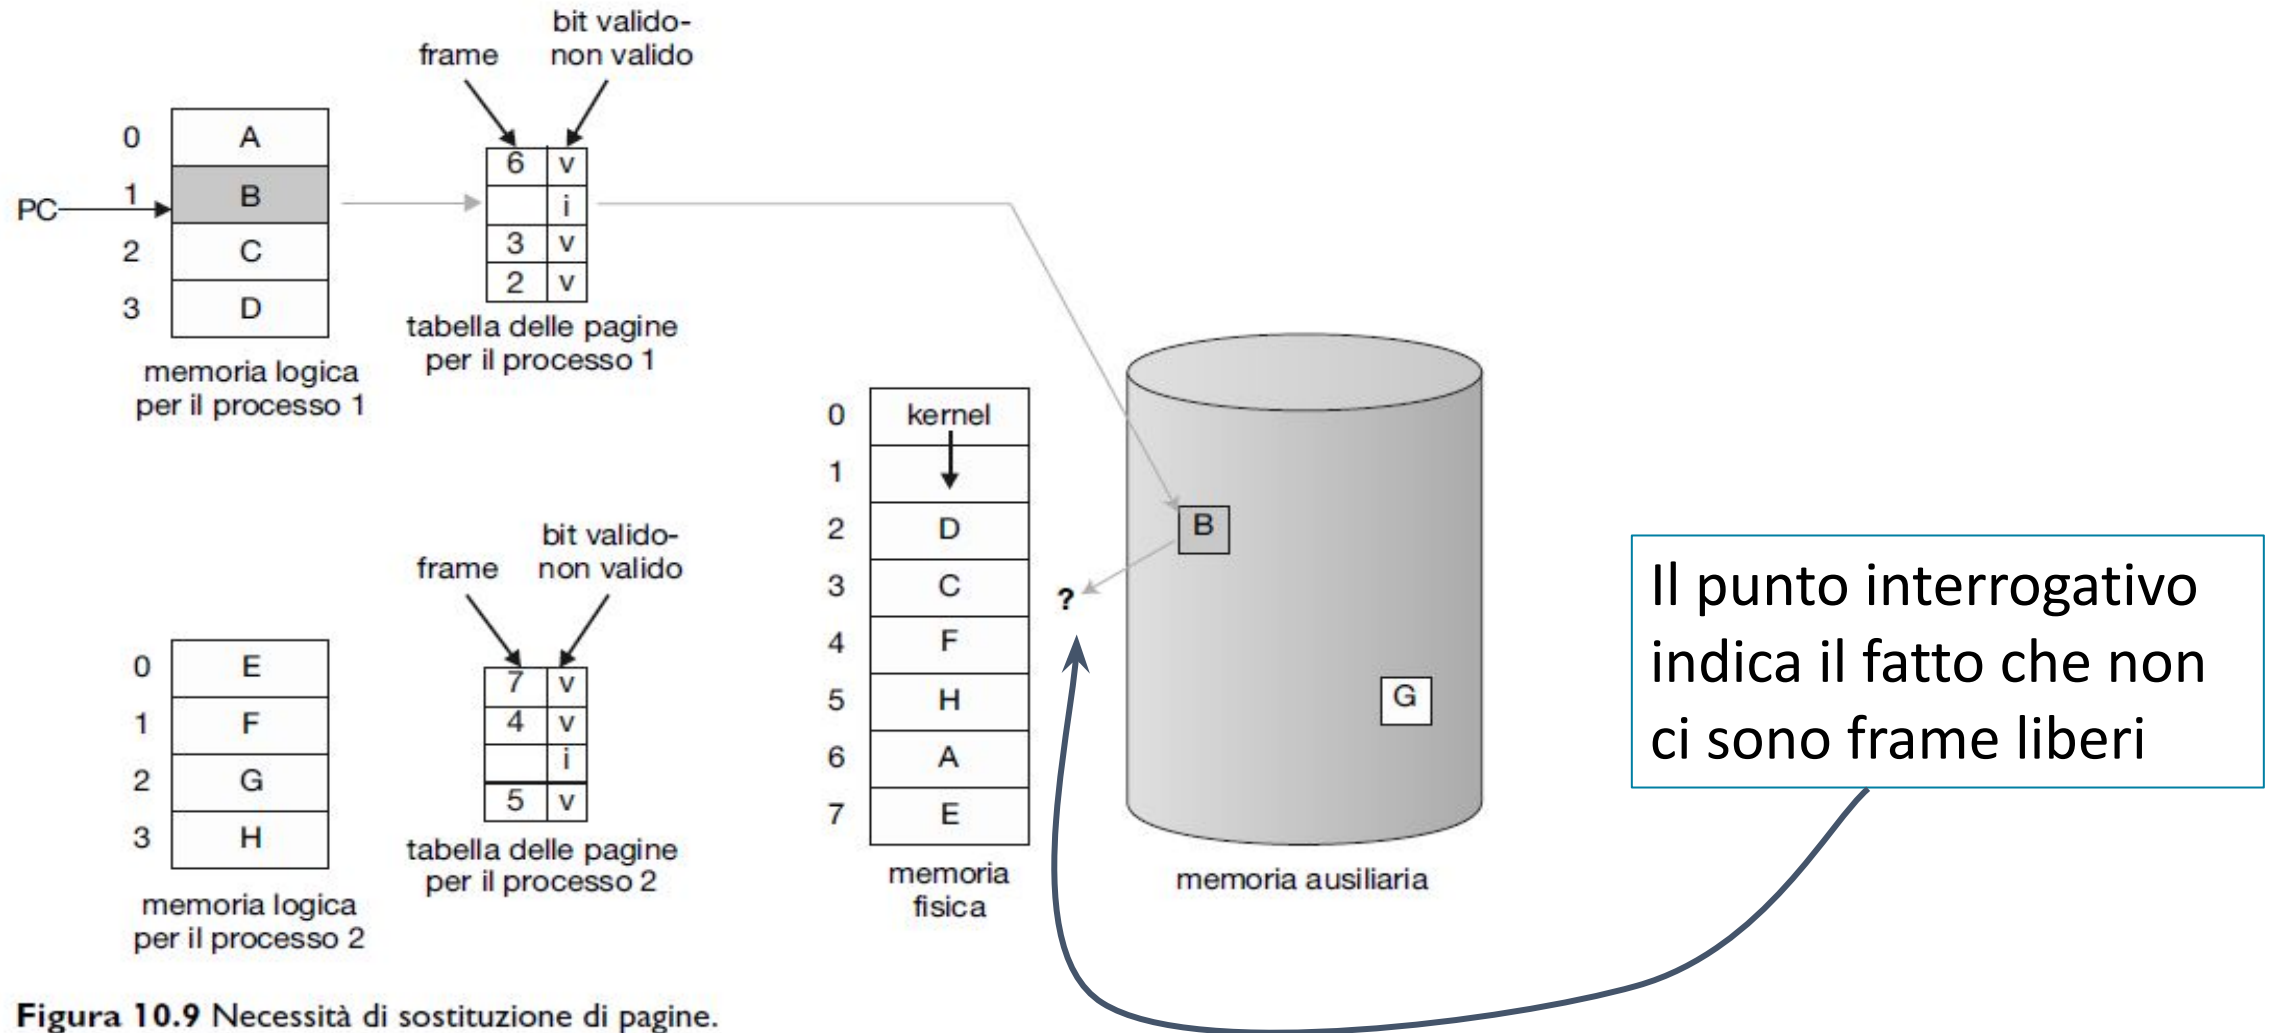 bit valido-
non valido
frame
0 A
PC 1 B
2 C
3 D
6 v
i
3 v
2 v
tabella delle pagine
per il processo 1
memoria logica
per il processo 1
bit valido-
non valido
frame
0 E
1 F
2 G
3 H
7 v
4 v
i
5 v
tabella delle pagine
per il processo 2
memoria logica
per il processo 2
0 kernel
1
2 D
3 C
4 F
5 H
6 A
7 E
memoria
fisica
?
B
G
memoria ausiliaria
Il punto interrogativo
indica il fatto che non
ci sono frame liberi
Figura 10.9 Necessità di sostituzione di pagine.